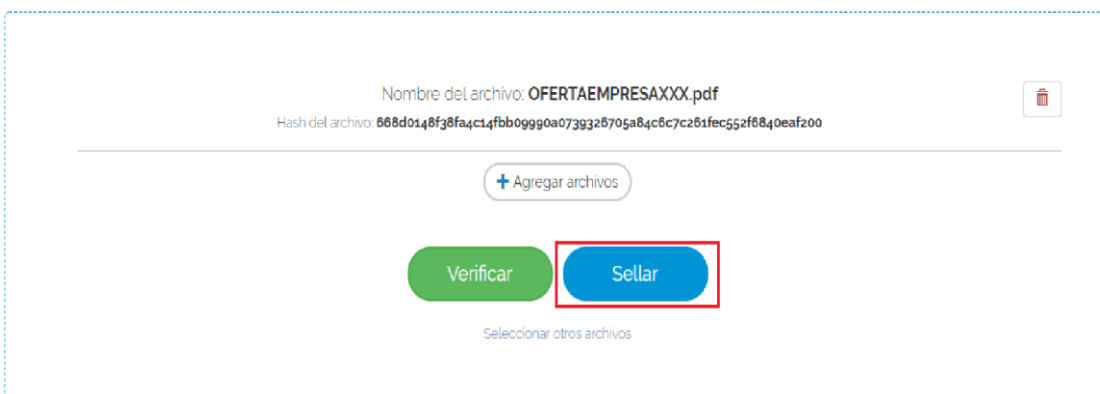 Nombre del archivo: OFERTAEMPRESAXXX.pdf
Hash del archivo: 668d0148f38fa4c14fbb09990a0739326705a84c6c7c261fec552f6840eaf200
Agregar archivos
Verificar
Sellar
Seleccionar otros archivos